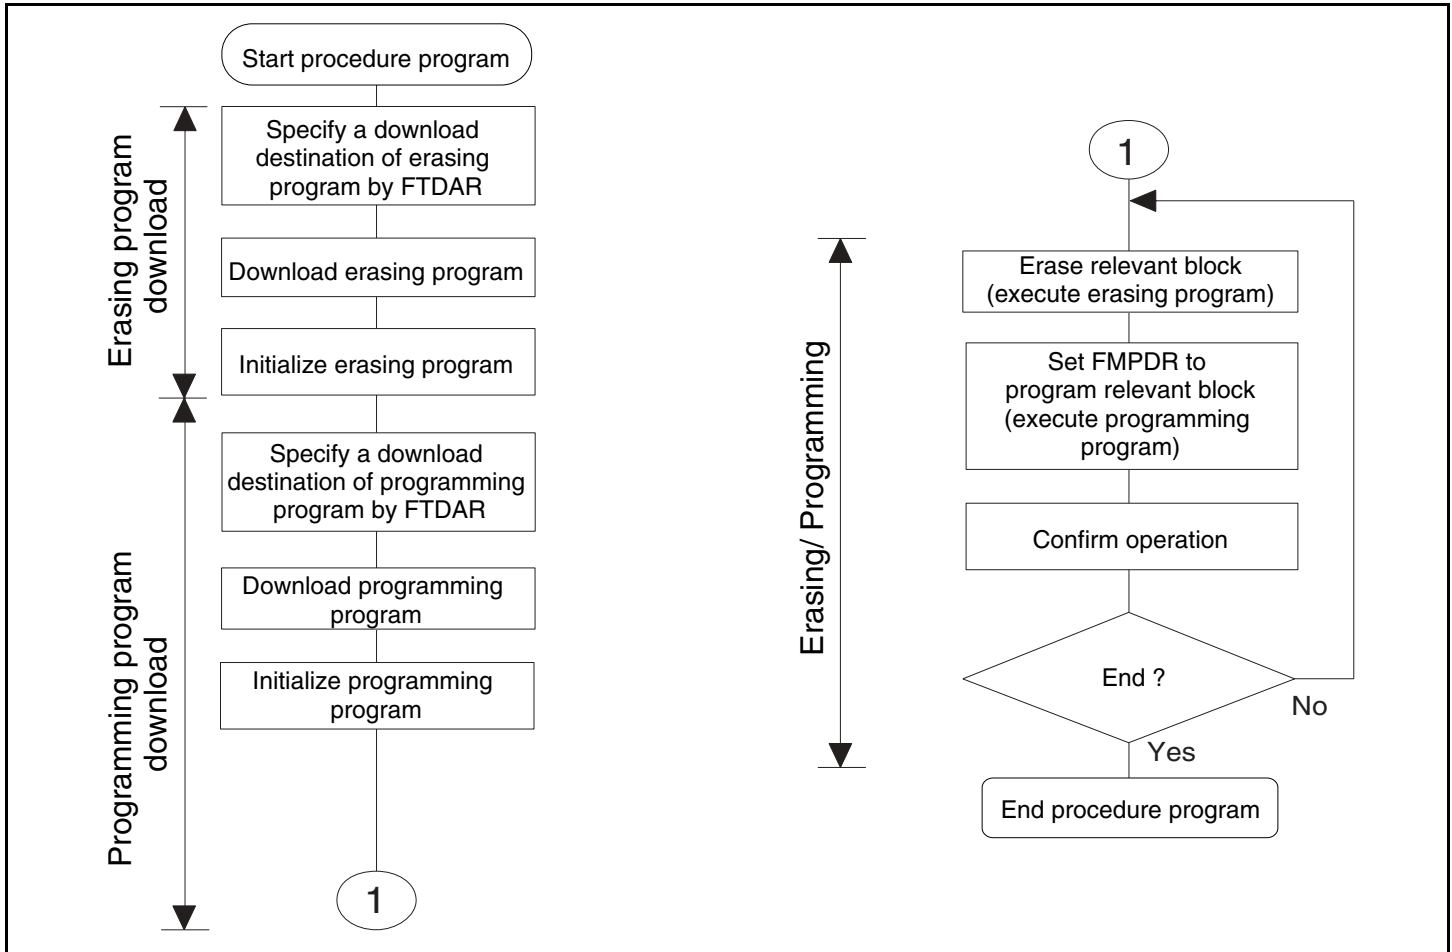 Start procedure program
Erasing program
download
Specify a download
destination of erasing
program by FTDAR
Download erasing program
Initialize erasing program
Programming program
download
Specify a download
destination of programming
program by FTDAR
Download programming
program
Initialize programming
program
1
1
Erasing/ Programming
Erase relevant block
(execute erasing program)
Set FMPDR to
program relevant block
(execute programming
program)
Confirm operation
End ?
No
Yes
End procedure program